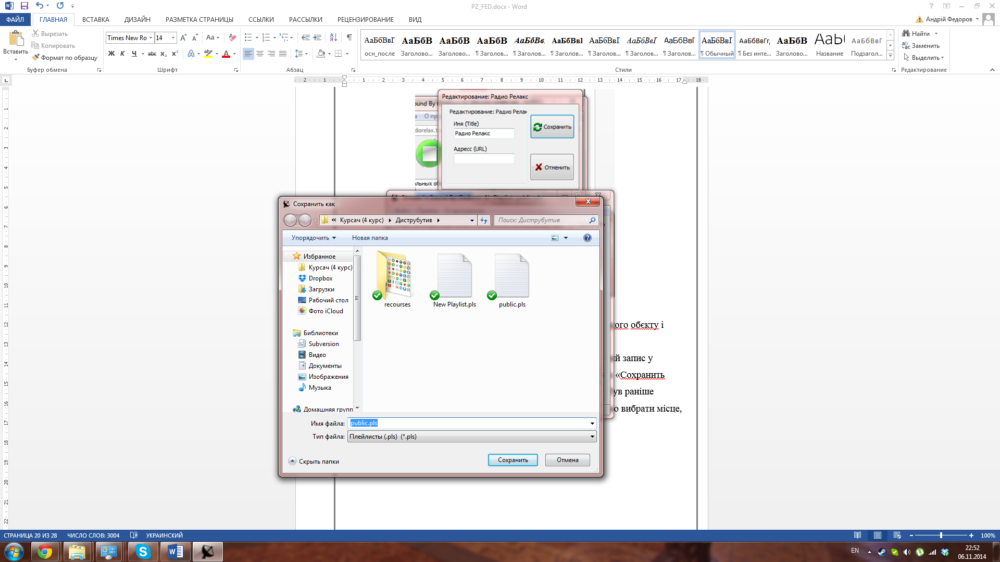 PZ_FED.docx - Word
ФАЙЛ
ГЛАВНАЯ
ВСТАВКА
ДИЗАЙН
РАЗМЕТКА СТРАНИЦЫ
ССЫЛКИ
РАССЫЛКИ
РЕЦЕНЗИРОВАНИЕ
ВИД
Андрій Федоров
Вставить
Вырезать
Копировать
Формат по образцу
Буфер обмена
Times New Ro
14
Шрифт
Абзац
АаБбВвГ
осн_после
АаБбВ
Заголово...
АаБбВ
Заголово...
АаБбВ
¶ Заголов...
АаБбВв.
¶ Заголов...
АаБбВвІ
¶ Заголов...
АаБбВвГ
¶ Заголов...
АаБбВвГ
¶ Заголов...
АаБбВвГ
¶ Заголов...
АаБбВвГ
¶ Обычный
АаБбВвГг,
¶ Без инте...
АаБбВ
Заголово...
Название
АаБбВвГ
Подзагол...
Стили
Найти
Заменить
Выделить
Редактирование
Редактирование: Радио Релакс
ound By
О пр
diorelax.t
альных об
Редактирование: Радио Релак
Имя (Title)
Радио Релакс
Адресс (URL)
Сохранить
Отменить
Сохранить как
« Курсач (4 курс)
Диструбутив
Поиск: Диструбутив
Упорядочить
Новая папка
Избранное
Курсач (4 курс)
Dropbox
Загрузки
Рабочий стол
Фото iCloud
Библиотеки
Subversion
Видео
Документы
Изображения
Музыка
Домашняя групп
recourses
New Playlist.pls
public.pls
Имя файла: public.pls
Тип файла: Плейлисты (.pls) (*.pls)
Скрыть папки
Сохранить
Отмена
кого обєкту і
й запис у
«Сохранить
ув раніше
о вибрати місце,
СТРАНИЦА 20 ИЗ 28
ЧИСЛО СЛОВ: 3004
УКРАИНСКИЙ
100%
EN
22:52
06.11.2014